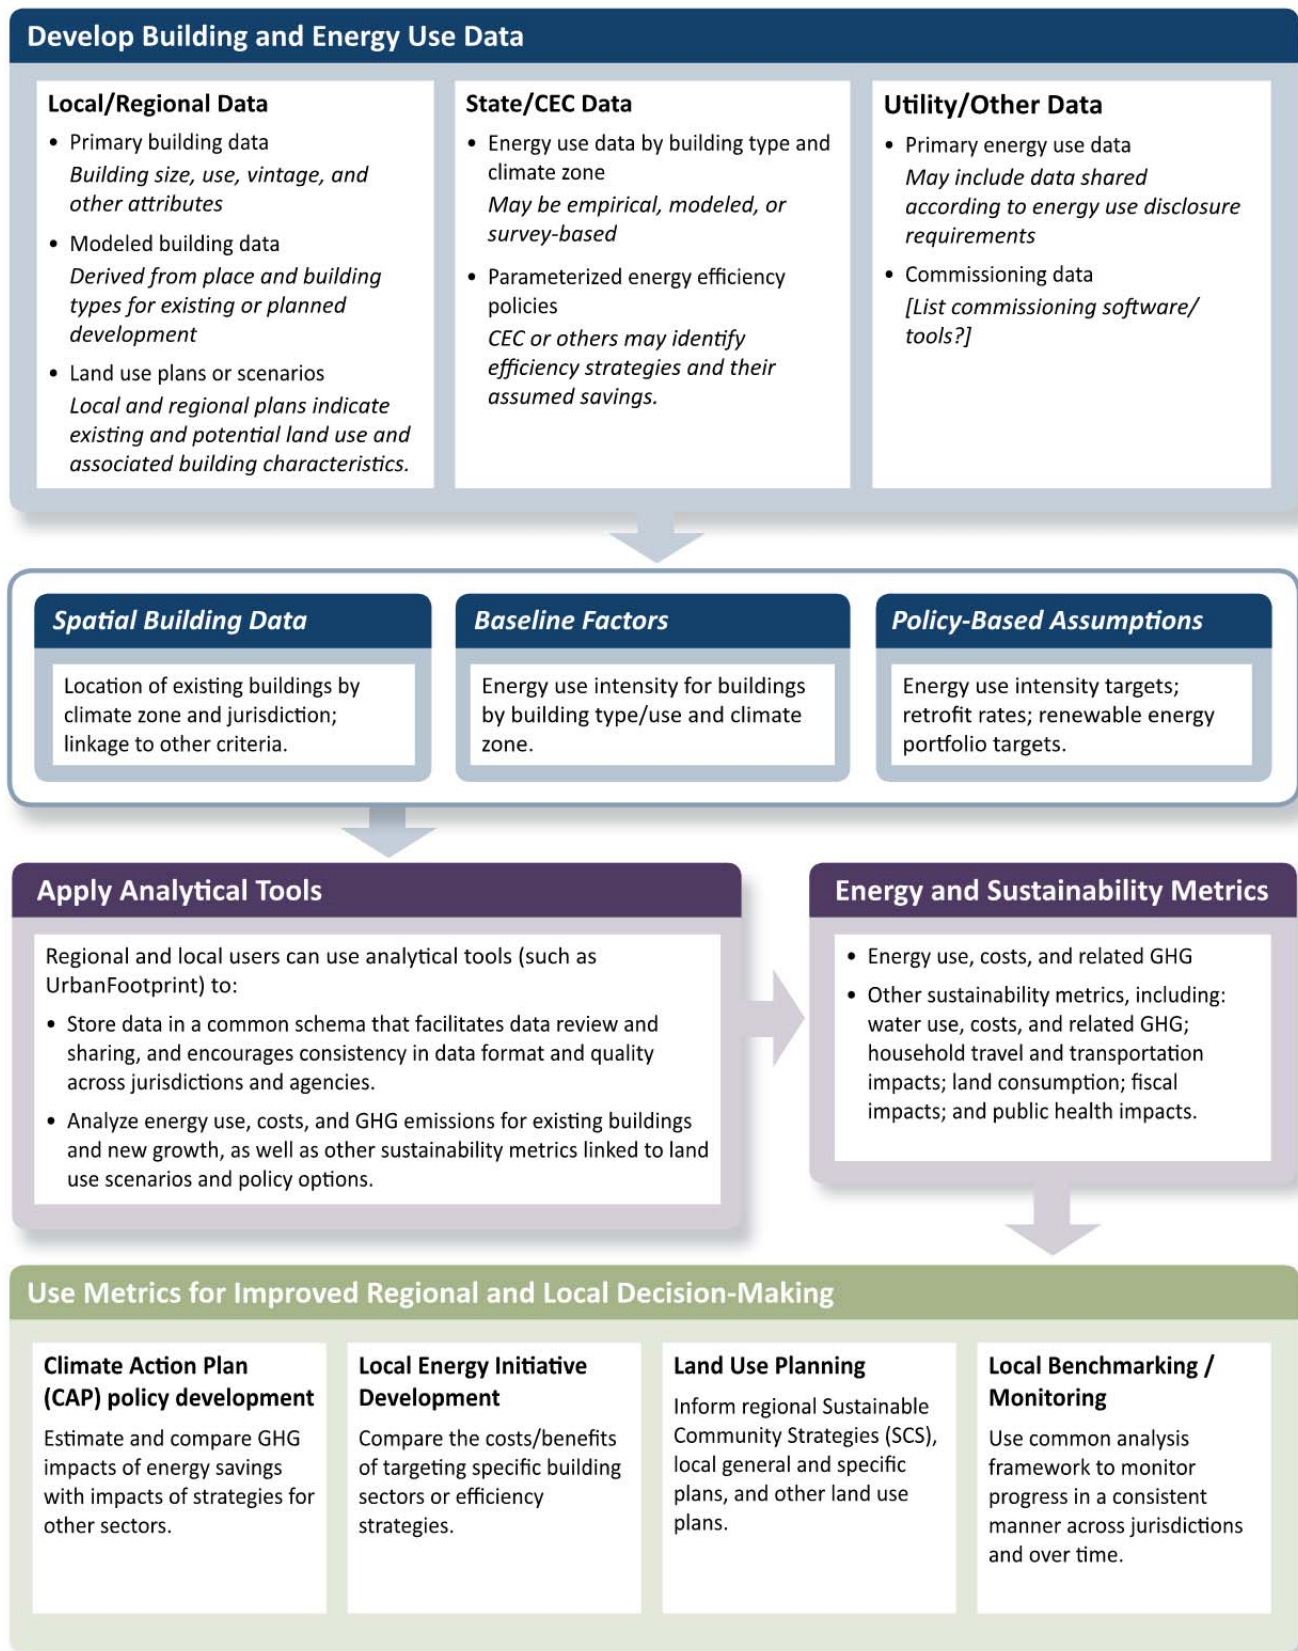 Develop Building and Energy Use Data
Local/Regional Data
• Primary building data
Building size, use, vintage, and
other attributes
• Modeled building data
Derived from place and building
types for existing or planned
development
• Land use plans or scenarios
Local and regional plans indicate
existing and potential land use and
associated building characteristics.
State/CEC Data
• Energy use data by building type and
climate zone
May be empirical, modeled, or
survey-based
• Parameterized energy efficiency
policies
CEC or others may identify
efficiency strategies and their
assumed savings.
Utility/Other Data
• Primary energy use data
May include data shared
according to energy use disclosure
requirements
• Commissioning data
[List commissioning software/
tools?]
Spatial Building Data
Location of existing buildings by
climate zone and jurisdiction;
linkage to other criteria.
Baseline Factors
Energy use intensity for buildings
by building type/use and climate
zone.
Policy-Based Assumptions
Energy use intensity targets;
retrofit rates; renewable energy
portfolio targets.
Apply Analytical Tools
Regional and local users can use analytical tools (such as
UrbanFootprint) to:
• Store data in a common schema that facilitates data review and
sharing, and encourages consistency in data format and quality
across jurisdictions and agencies.
• Analyze energy use, costs, and GHG emissions for existing buildings
and new growth, as well as other sustainability metrics linked to land
use scenarios and policy options.
Energy and Sustainability Metrics
• Energy use, costs, and related GHG
• Other sustainability metrics, including:
water use, costs, and related GHG;
household travel and transportation
impacts; land consumption; fiscal
impacts; and public health impacts.
Use Metrics for Improved Regional and Local Decision-Making
Climate Action Plan
(CAP) policy development
Estimate and compare GHG
impacts of energy savings
with impacts of strategies for
other sectors.
Local Energy Initiative
Development
Compare the costs/benefits
of targeting specific building
sectors or efficiency
strategies.
Land Use Planning
Inform regional Sustainable
Community Strategies (SCS),
local general and specific
plans, and other land use
plans.
Local Benchmarking /
Monitoring
Use common analysis
framework to monitor
progress in a consistent
manner across jurisdictions
and over time.